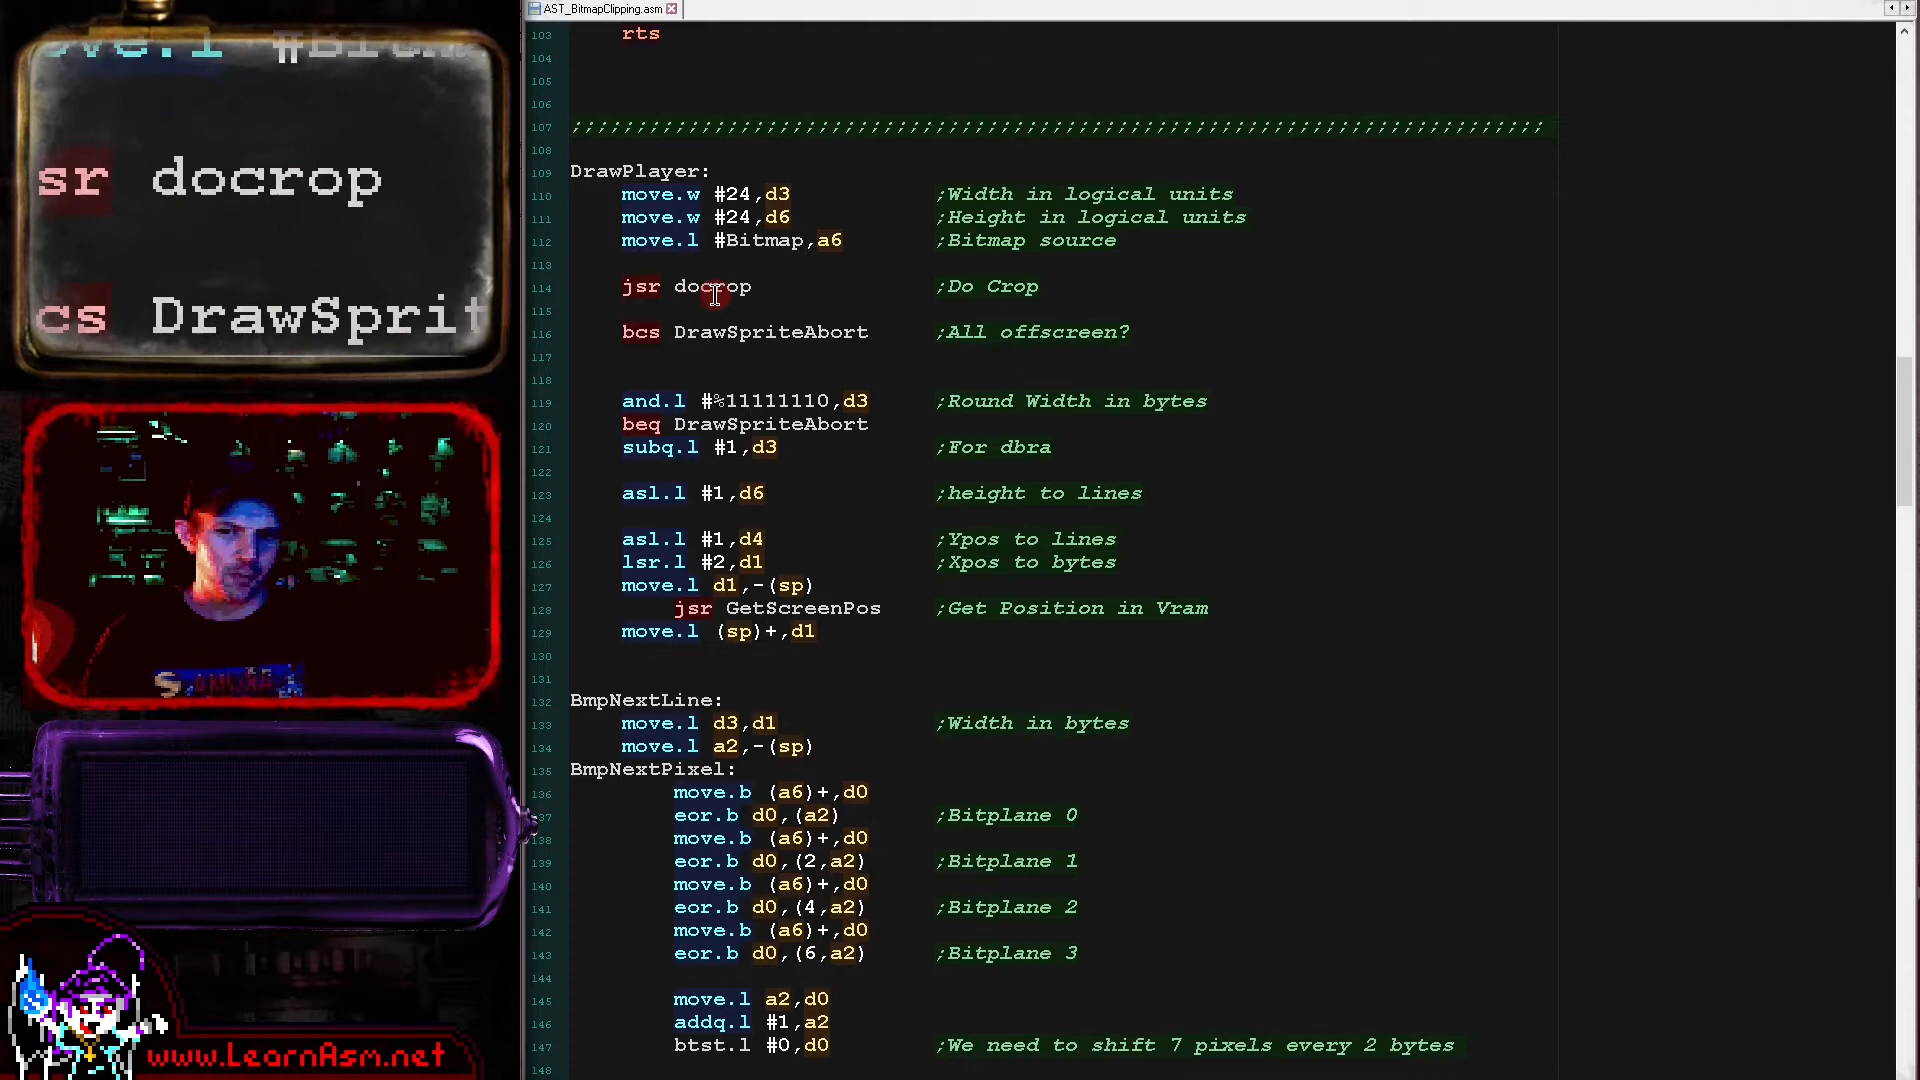 AST_BitmapClipping.asm
ove.l #Bitm
sr docrop
cs DrawSprit
103 rts
104
105
106
107 ;;;;;;;;;;;;;;;;;;;;;;;;;;;;;;;;;;;;;;;;;;;;;;;;;;;;;;;;;;;;;;;;;;;;;;;;;;;
108
109 DrawPlayer:
110 move.w #24,d3 ;Width in logical units
111 move.w #24,d6 ;Height in logical units
112 move.l #Bitmap,a6 ;Bitmap source
113
114 jsr docrop ;Do Crop
115
116 bcs DrawSpriteAbort ;All offscreen?
117
118
119 and.l #%11111110,d3 ;Round Width in bytes
120 beq DrawSpriteAbort
121 subq.l #1,d3 ;For dbra
122
123 asl.l #1,d6 ;height to lines
124
125 asl.l #1,d4 ;Ypos to lines
126 lsr.l #2,d1 ;Xpos to bytes
127 move.l d1,-(sp)
128 jsr GetScreenPos ;Get Position in Vram
129 move.l (sp)+,d1
130
131
132 BmpNextLine:
133 move.l d3,d1 ;Width in bytes
134 move.l a2,-(sp)
135 BmpNextPixel:
136 move.b (a6)+,d0
137 eor.b d0,(a2) ;Bitplane 0
138 move.b (a6)+,d0
139 eor.b d0,(2,a2) ;Bitplane 1
140 move.b (a6)+,d0
141 eor.b d0,(4,a2) ;Bitplane 2
142 move.b (a6)+,d0
143 eor.b d0,(6,a2) ;Bitplane 3
144
145 move.l a2,d0
146 addq.l #1,a2
147 btst.l #0,d0 ;We need to shift 7 pixels every 2 bytes
148
www.LearnAsm.net